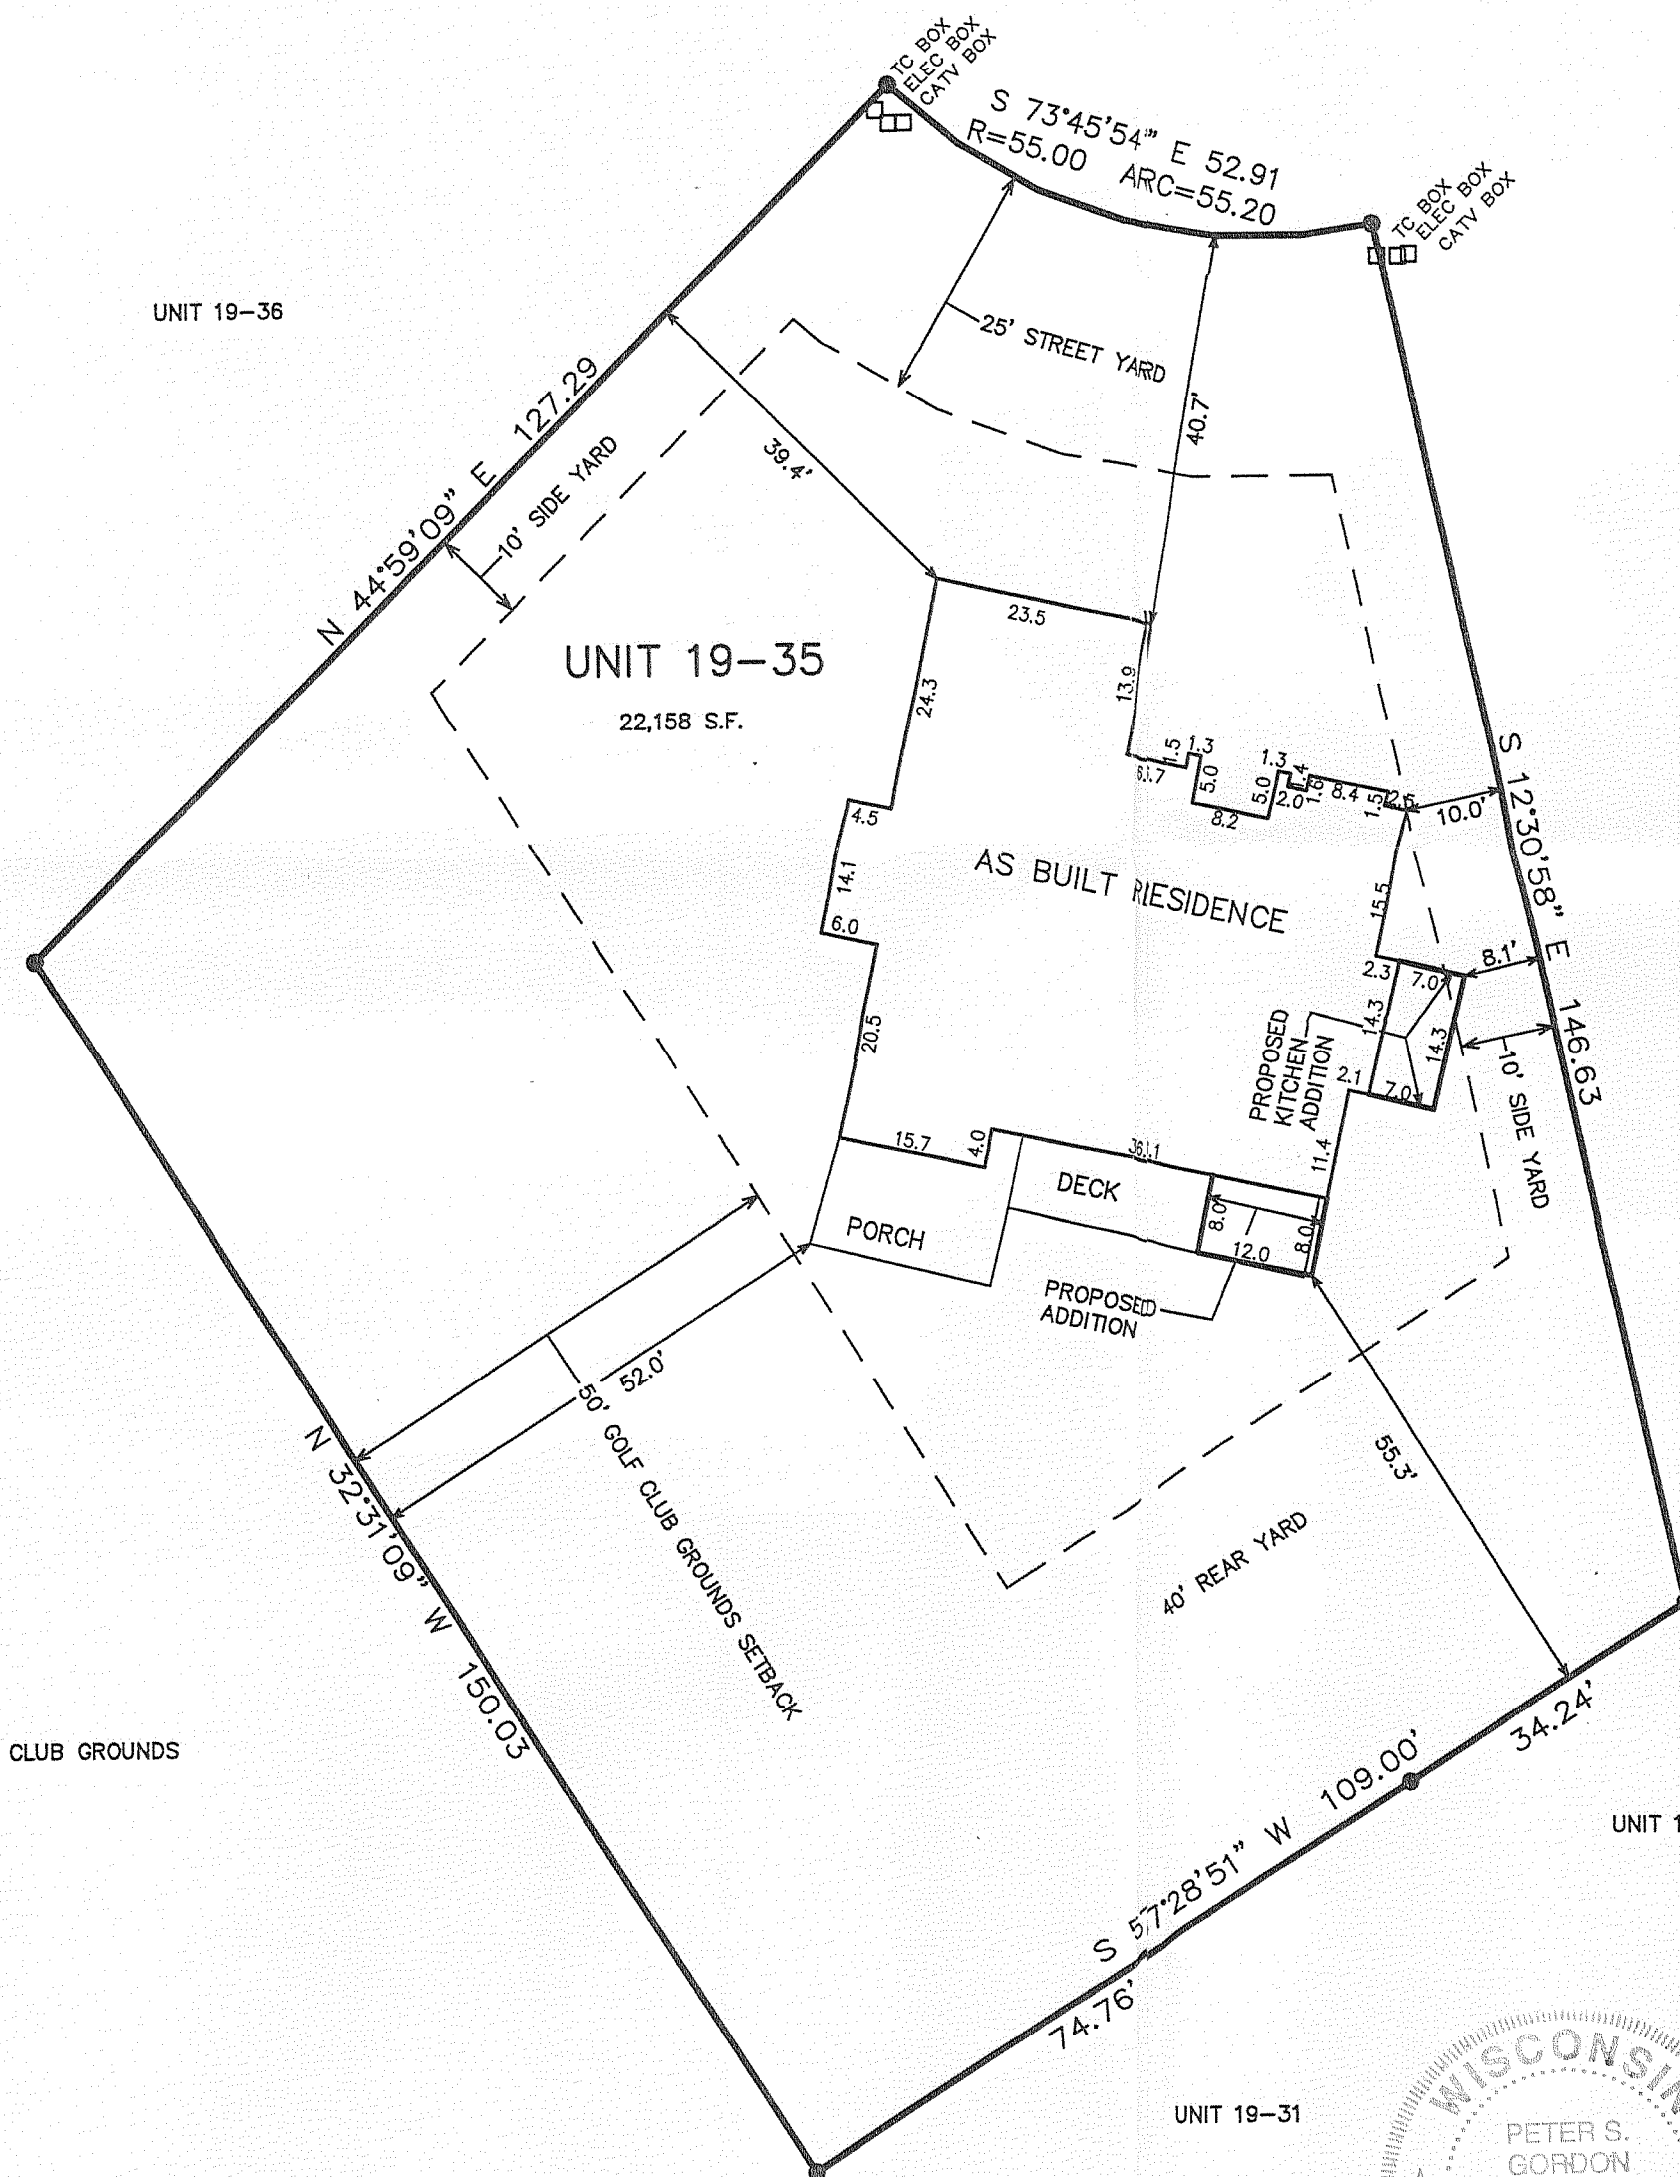 TC BOX
ELEC BOX
CATV BOX
S 73°45'54" E 52.91
R=55.00 ARC=55.20
TC BOX
ELEC BOX
CATV BOX
UNIT 19-36
25' STREET YARD
40.7'
N 44°59'09" E 127.29
10' SIDE YARD
39.4'
23.5
UNIT 19-35
22,158 S.F.
24.3
13.9
1.5
1.3
6.7
5.0
8.2
5.0
1.3
2.0
1.6
8.4
1.5
2.5
10.0'
S 12°30'58" E 146.63
4.5
14.1
6.0
AS BUILT RESIDENCE
15.5
8.1'
2.3
7.0
14.3
14.3
20.5
PROPOSED
KITCHEN
ADDITION
2.1
7.0
10' SIDE YARD
15.7
4.0
36.1
11.4
DECK
PORCH
8.0
8.0
12.0
PROPOSED
ADDITION
52.0'
50' GOLF CLUB GROUNDS SETBACK
55.3'
40' REAR YARD
N 32°31'09" W 150.03
CLUB GROUNDS
34.24'
S 57°28'51" W 109.00'
74.76'
UNIT 1
UNIT 19-31
WISCONSIN
PETER S.
GORDON